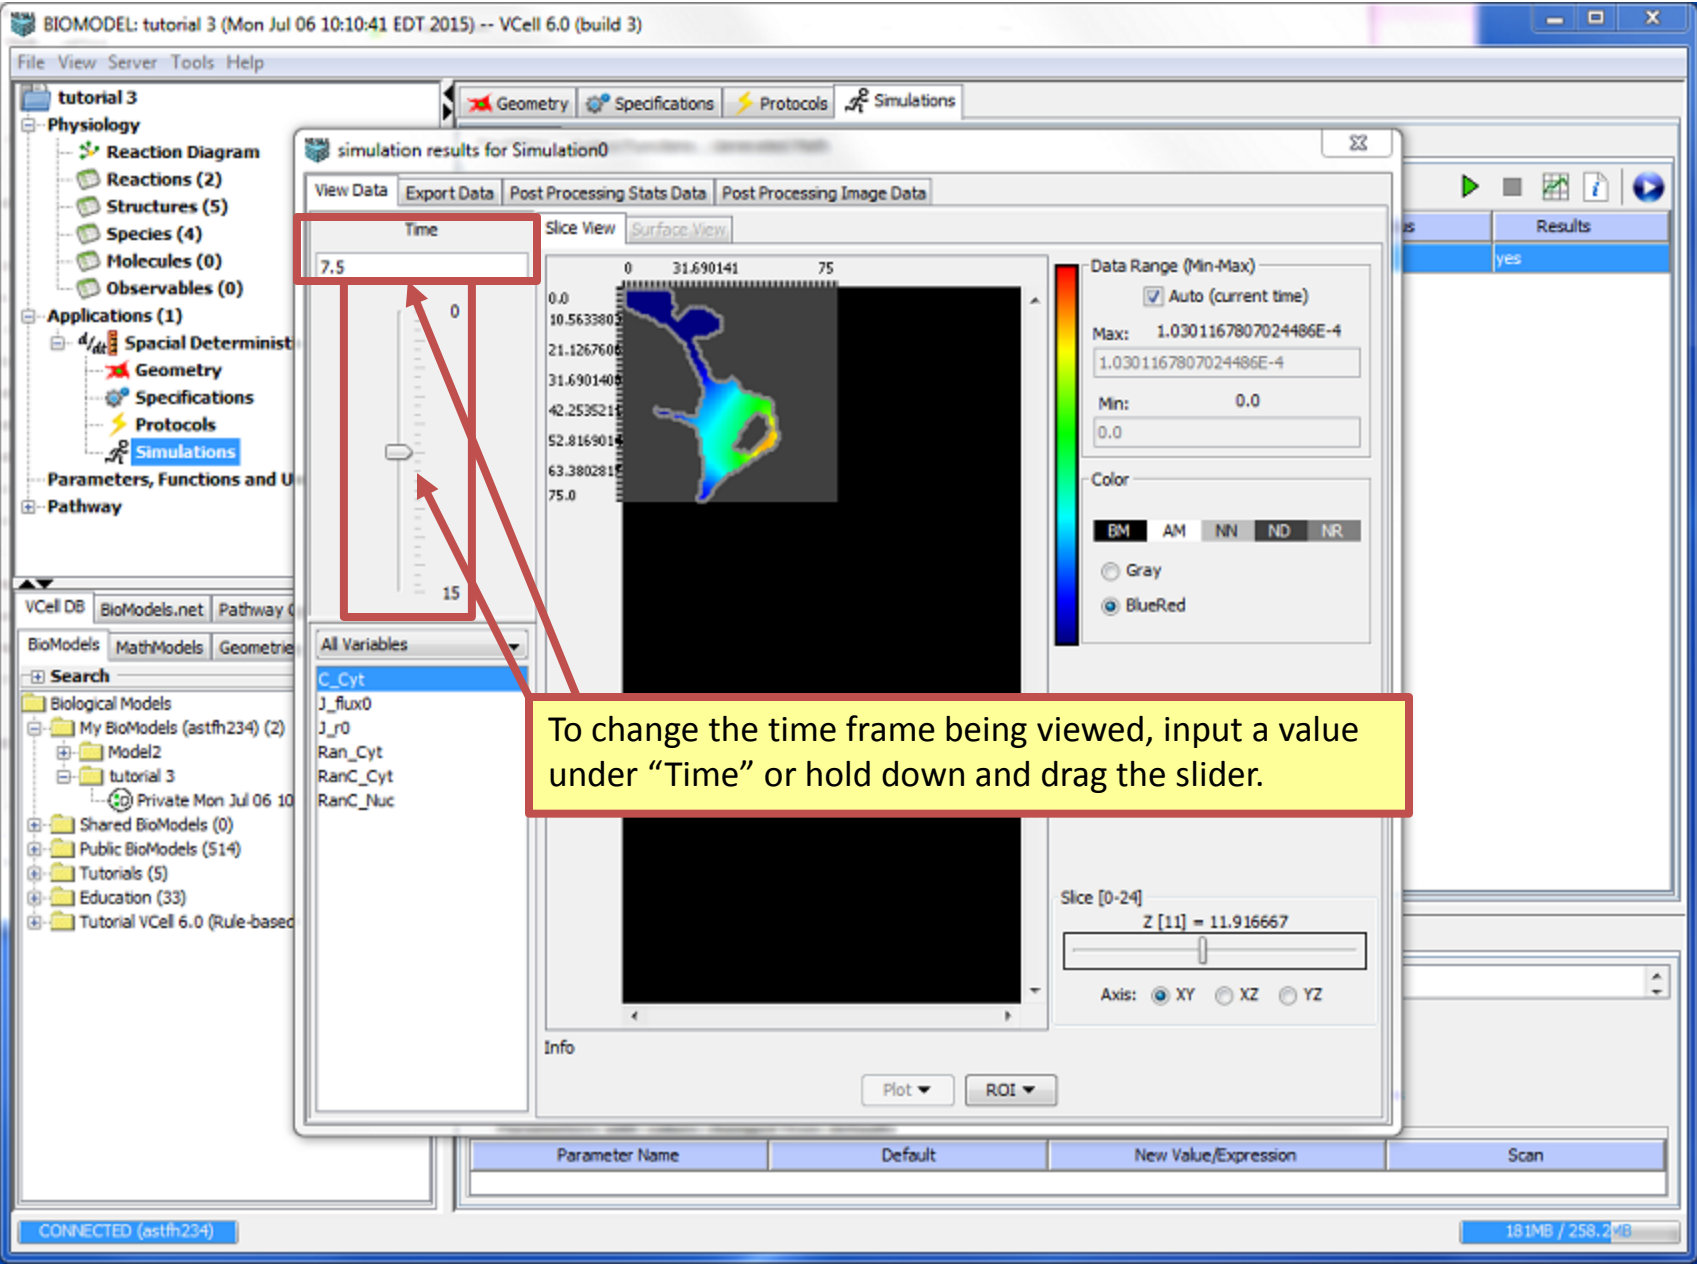 BIOMODEL: tutorial 3 (Mon Jul 06 10:10:41 EDT 2015) -- VCell 6.0 (build 3)
File View Server Tools Help
tutorial 3
Physiology
Reaction Diagram
Reactions (2)
Structures (5)
Species (4)
Molecules (0)
Observables (0)
Applications (1)
d/dt Spacial Determinist
Geometry
Specifications
Protocols
Simulations
Parameters, Functions and U
Pathway
VCell DB BioModels.net Pathway
BioModels MathModels Geometrie
Search
Biological Models
My BioModels (astfh234) (2)
Model2
tutorial 3
Private Mon Jul 06 10
Shared BioModels (0)
Public BioModels (514)
Tutorials (5)
Education (33)
Tutorial VCell 6.0 (Rule-based
Geometry Specifications Protocols Simulations
Results
yes
simulation results for Simulation0
View Data Export Data Post Processing Stats Data Post Processing Image Data
Time
7.5
0
15
All Variables
C_Cyt
J_flux0
J_r0
Ran_Cyt
RanC_Cyt
RanC_Nuc
Slice View Surface View
0 31.690141 75
0.0
10.5633803
21.1267606
31.6901408
42.2535211
52.8169014
63.3802817
75.0
Data Range (Min-Max)
Auto (current time)
Max: 1.0301167807024486E-4
1.0301167807024486E-4
Min: 0.0
0.0
Color
BM AM NN ND NR
Gray
BlueRed
To change the time frame being viewed, input a value
under “Time” or hold down and drag the slider.
Slice [0-24]
Z [11] = 11.916667
Axis: XY XZ YZ
Info
Plot ROI
Parameter Name Default New Value/Expression Scan
CONNECTED (astfh234)
181MB / 258.2MB